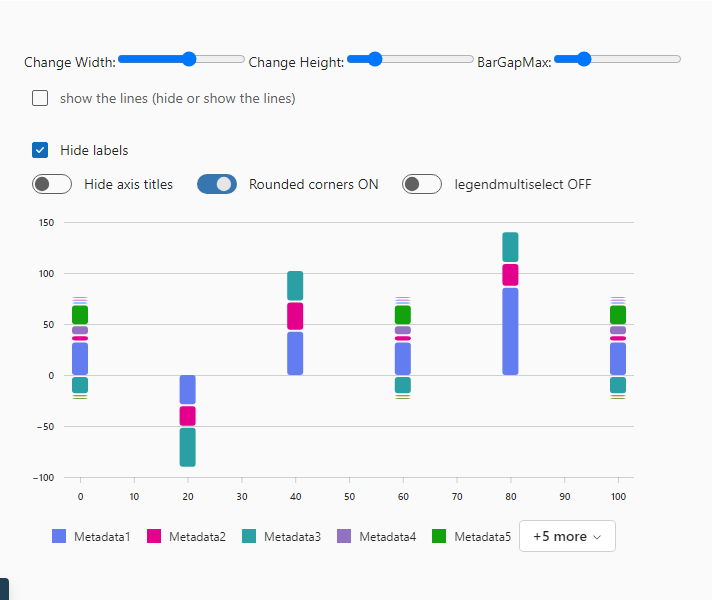 Change Width: Change Height: BarGapMax:
show the lines (hide or show the lines)
Hide labels
Hide axis titles Rounded corners ON legendmultiselect OFF
150
100
50
0
−50
−100
0 10 20 30 40 50 60 70 80 90 100
Metadata1 Metadata2 Metadata3 Metadata4 Metadata5 +5 more